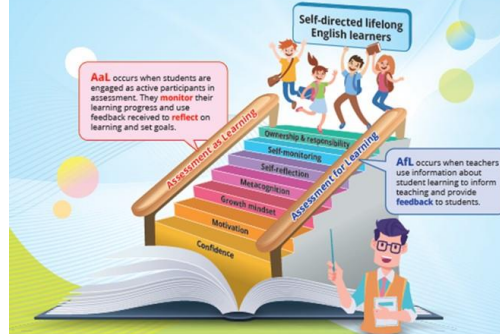 Self-directed lifelong
English learners
AaL occurs when students are
engaged as active participants in
assessment. They monitor their
learning progress and use
feedback received to reflect on
learning and set goals.
Assessment as Learning
Ownership & responsibility
Self-monitoring
Self-reflection
Metacognition
Growth mindset
Motivation
Confidence
Assessment for Learning
AfL occurs when teachers
use information about
student learning to inform
teaching and provide
feedback to students.